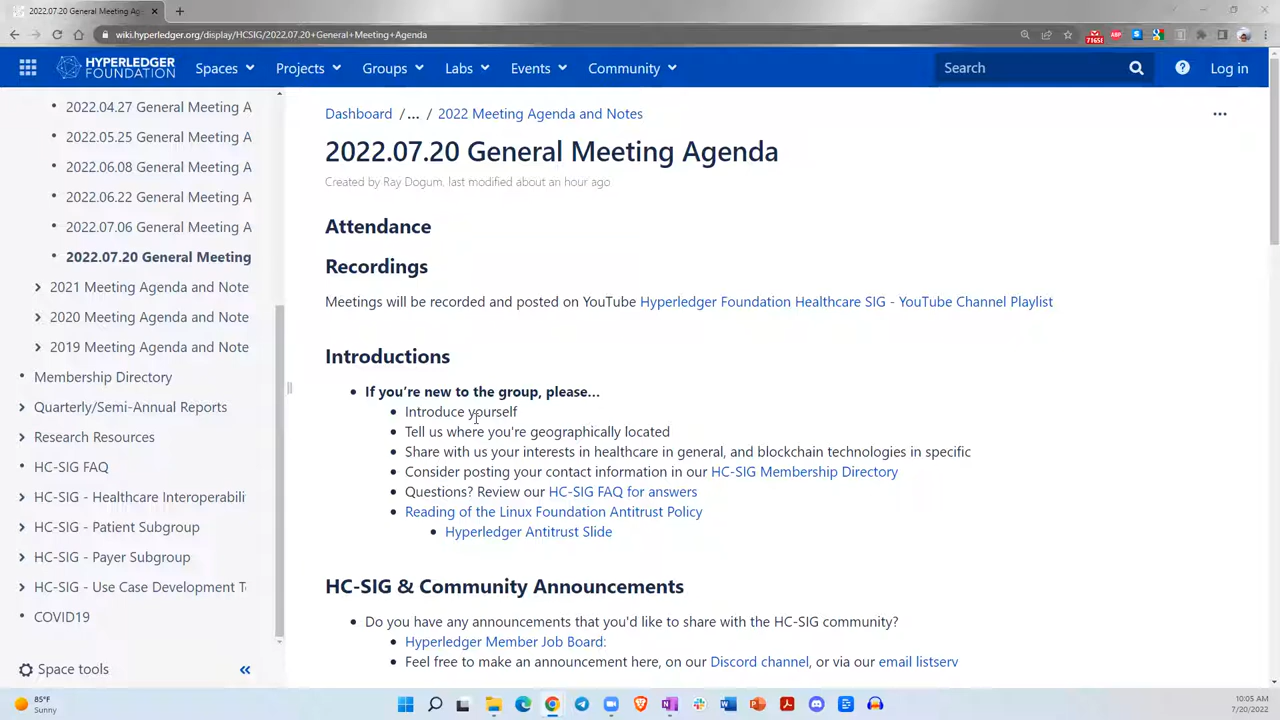 2022.07.20 General Meeting Ag
wiki.hyperledger.org/display/HCSIG/2022.07.20+General+Meeting+Agenda
HYPERLEDGER
FOUNDATION
Spaces
Projects
Groups
Labs
Events
Community
Search
Log in
2022.04.27 General Meeting A
2022.05.25 General Meeting A
2022.06.08 General Meeting A
2022.06.22 General Meeting A
2022.07.06 General Meeting A
2022.07.20 General Meeting
2021 Meeting Agenda and Note
2020 Meeting Agenda and Note
2019 Meeting Agenda and Note
Membership Directory
Quarterly/Semi-Annual Reports
Research Resources
HC-SIG FAQ
HC-SIG - Healthcare Interoperabili
HC-SIG - Patient Subgroup
HC-SIG - Payer Subgroup
HC-SIG - Use Case Development T
COVID19
Space tools
Dashboard /... / 2022 Meeting Agenda and Notes
2022.07.20 General Meeting Agenda
Created by Ray Dogum, last modified about an hour ago
Attendance
Recordings
Meetings will be recorded and posted on YouTube Hyperledger Foundation Healthcare SIG - YouTube Channel Playlist
Introductions
If you're new to the group, please...
Introduce yourself
Tell us where you're geographically located
Share with us your interests in healthcare in general, and blockchain technologies in specific
Consider posting your contact information in our HC-SIG Membership Directory
Questions? Review our HC-SIG FAQ for answers
Reading of the Linux Foundation Antitrust Policy
Hyperledger Antitrust Slide
HC-SIG & Community Announcements
Do you have any announcements that you'd like to share with the HC-SIG community?
Hyperledger Member Job Board:
Feel free to make an announcement here, on our Discord channel, or via our email listserv
85°F
Sunny
10:05 AM
7/20/2022